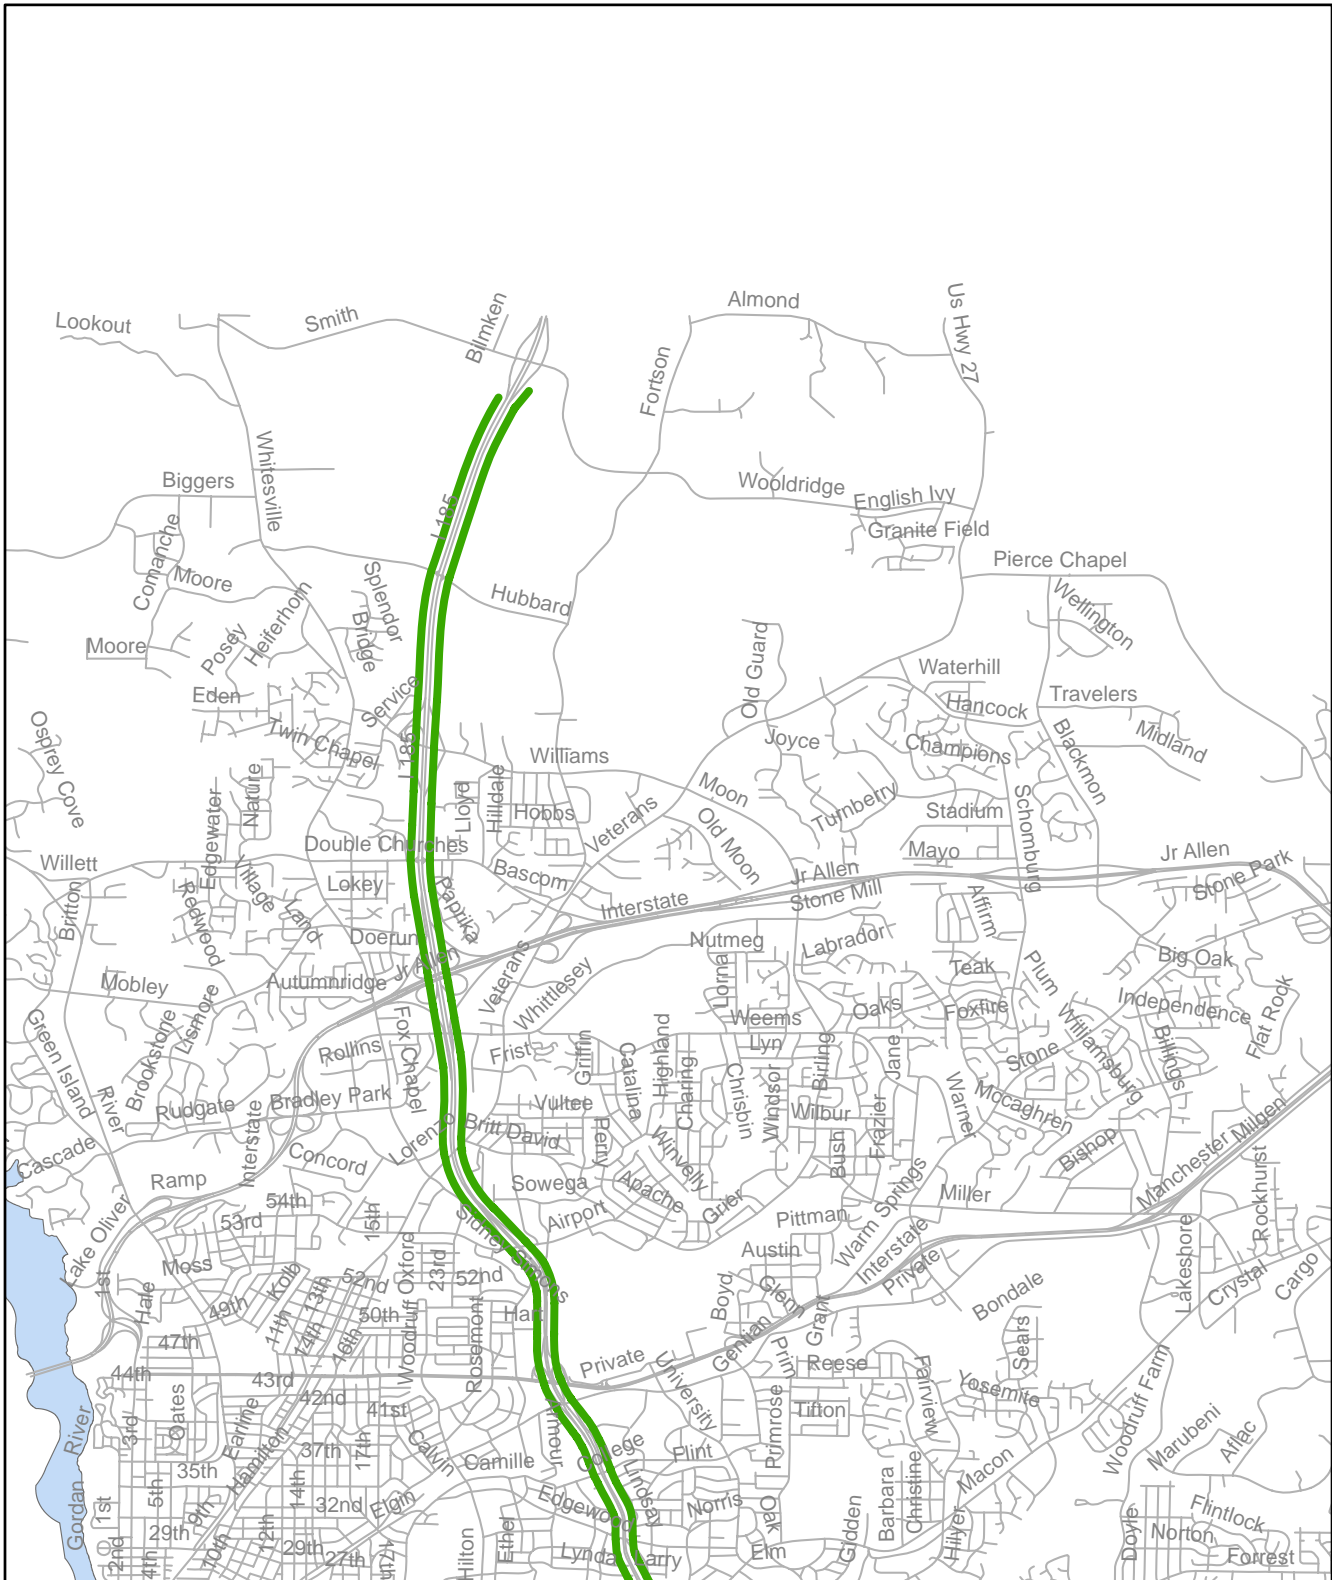 Lookout
Smith
Bilmken
Almond
Us Hwy 27
Fortson
Whitesville
Biggers
I 185
Wooldridge
English Ivy
Granite Field
Comanche
Moore
Splendor
Hubbard
Pierce Chapel
Wellington
Moore
Posey
Heiferhorn
Bridge
Old Guard
Waterhill
Eden
Service
Hancock
Travelers
Osprey Cove
Twin Chapel
I 185
Williams
Joyce
Champions
Blackmon
Midland
Nature
Edgewater
Lloyd
Hilldale
Hobbs
Veterans
Moon
Old Moon
Turnberry
Stadium
Schomburg
Willett
Double Churches
Mayo
Jr Allen
Village
Lokey
Bascom
Interstate
Jr Allen
Stone Mill
Stone Park
Britton
Redwood
Land
Paprika
Affirm
Doerun
Nutmeg
Labrador
Mobley
Autumnridge
Jr Allen
Veterans
Whittlesey
Lorna
Teak
Plum
Big Oak
Lismore
Brookstone
Green Island
Fox Chapel
Weems
Oaks
Foxfire
Independence
Flat Rock
Rollins
Frist
Griffin
Catalina
Highland
Charing
Lyn
Birling
Jane
Stone
Williamsburg
Billings
River
Rudgate
Bradley Park
Interstate
Lorenzo
Vultee
Britt David
Perry
Chrisbin
Windsor
Wilbur
Frazier
Warner
Mccaghren
Cascade
Concord
Winvelly
Bush
Bishop
Manchester
Milgen
Ramp
Sowega
Apache
Grier
Miller
Rockhurst
Lake Oliver
54th
53rd
15th
Airport
Pittman
Warm Springs
Sidney Simons
Austin
Interstate
Private
Lakeshore
Crystal
Cargo
1st
Moss
Hale
Kolb
13th
52nd
Oxford
23rd
52nd
Boyd
Glenn
Grant
Bondale
49th
11th
14th
16th
50th
Woodruff
Rosemont
Hart
Gentian
Sears
47th
44th
43rd
Private
University
Prim
Reese
Fairview
Yosemite
Woodruff Farm
42nd
Oates
3rd
River
Earline
Hamilton
41st
Calvin
Armour
Primrose
Tifton
Marubeni
Aflac
37th
17th
College
Flint
35th
Camille
Lindsay
Macon
14th
5th
9th
32nd
Elgin
Edgewood
Norris
Oak
Gidden
Barbara
Christine
Hilyer
Doyle
Flintlock
Gordan
1st
2nd
29th
4th
10th
12th
29th
27th
Hilton
Ethel
Lynda
Larry
Elm
Norton
Forrest